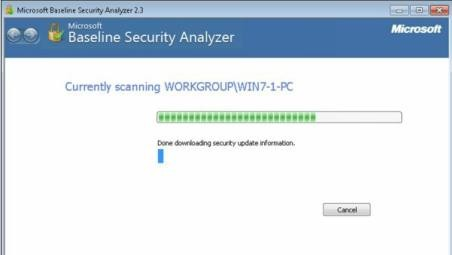 Microsoft Baseline Security Analyzer 2.3
Microsoft
Baseline Security Analyzer
Microsoft
Currently scanning WORKGROUP\WIN7-1-PC
Done downloading security update information.
Cancel